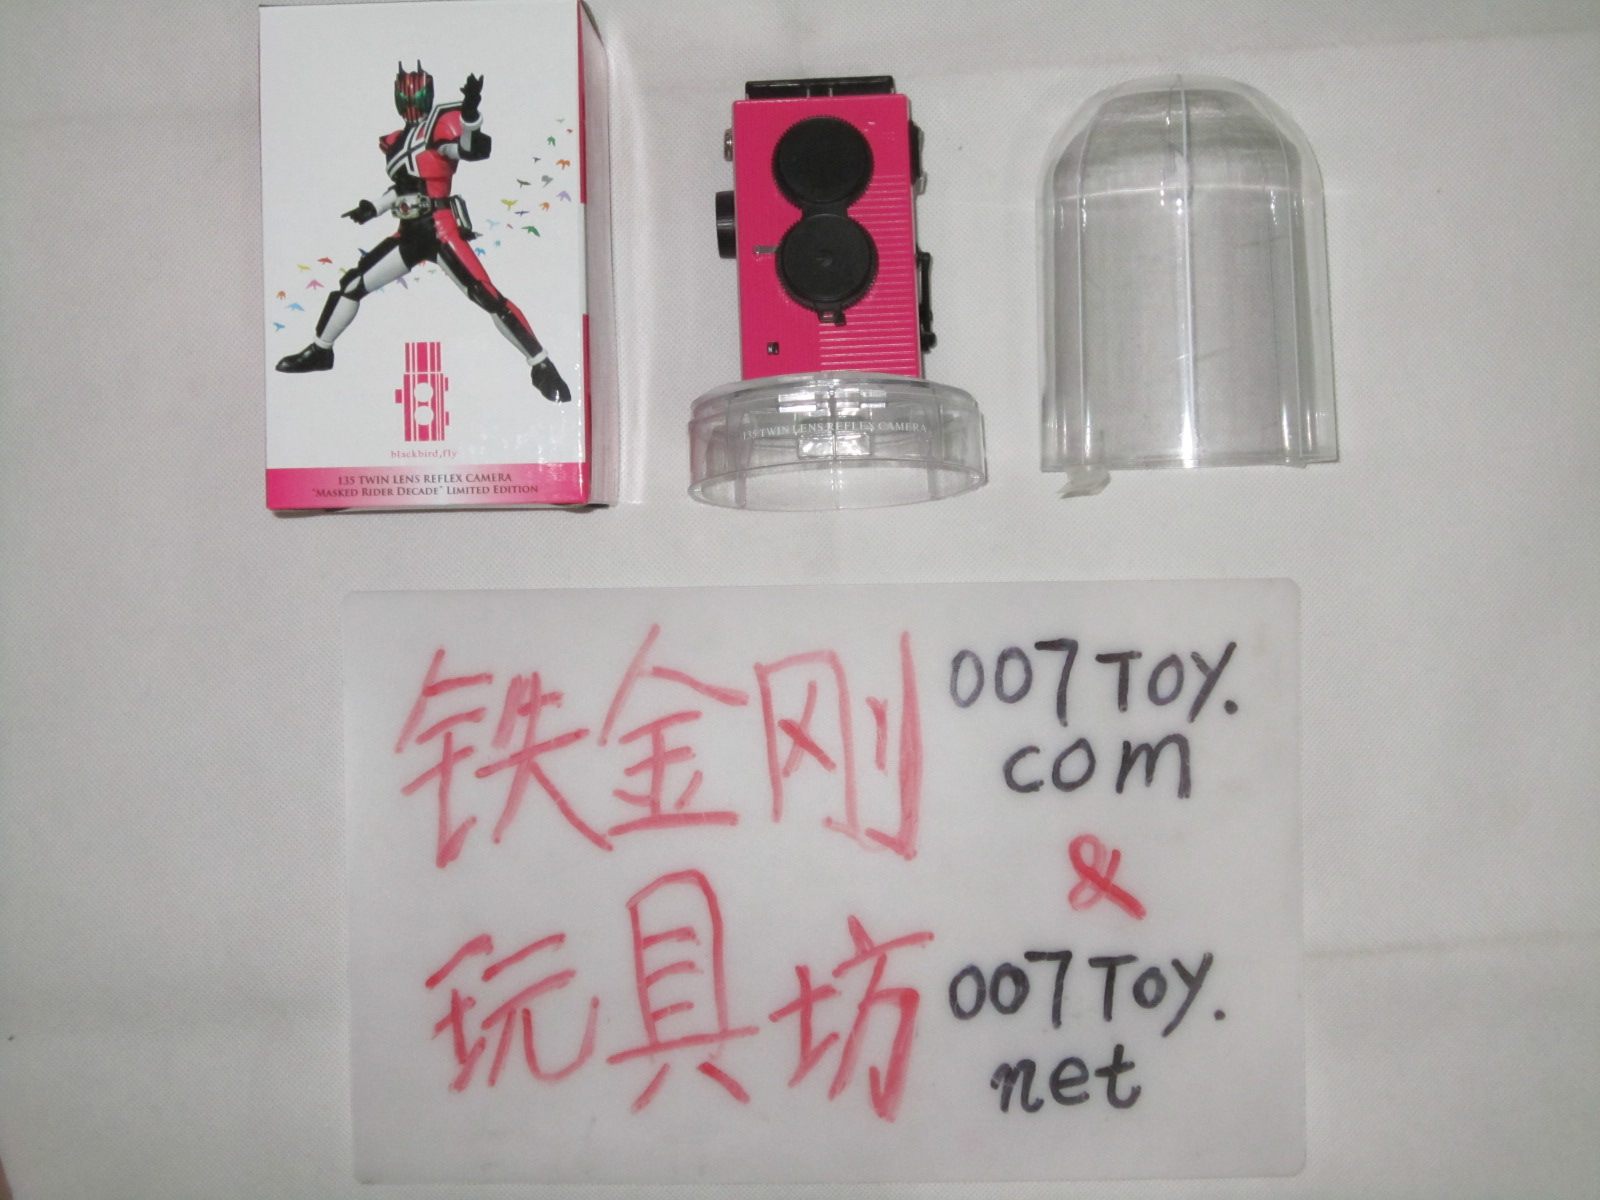 blackbird,fly
135 TWIN LENS REFLEX CAMERA
"MASKED RIDER DECADE" LIMITED EDITION
135 TWIN LENS REFLEX CAMERA
铁金刚
玩具坊
007TOY.
com
&
007TOY.
net